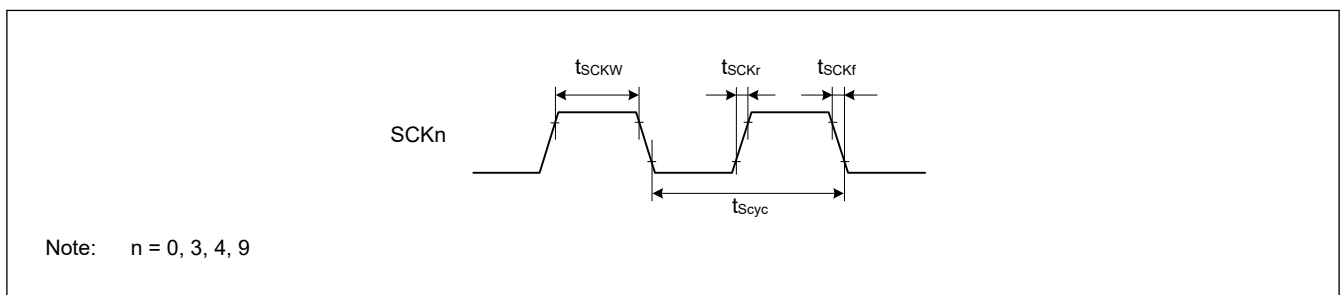 tSCKW tSCKr tSCKf
SCKn
tScyc
Note: n = 0, 3, 4, 9